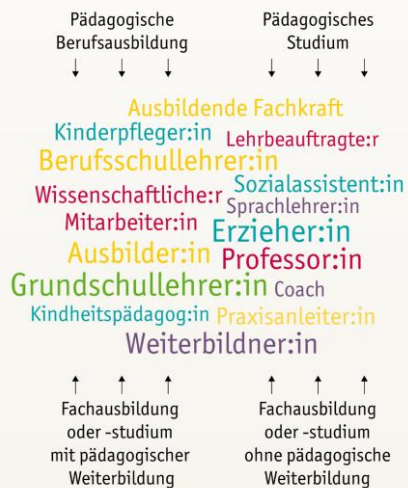 Pädagogische
Berufsausbildung
Pädagogisches
Studium
Ausbildende Fachkraft
Kinderpfleger:in
Lehrbeauftragte:r
Berufsschullehrer:in
Wissenschaftliche:r
Mitarbeiter:in
Sozialassistent:in
Sprachlehrer:in
Erzieher:in
Ausbilder:in
Professor:in
Grundschullehrer:in
Coach
Kindheitspädagog:in
Praxisanleiter:in
Weiterbildner:in
Fachausbildung
oder -studium
mit pädagogischer
Weiterbildung
Fachausbildung
oder -studium
ohne pädagogische
Weiterbildung